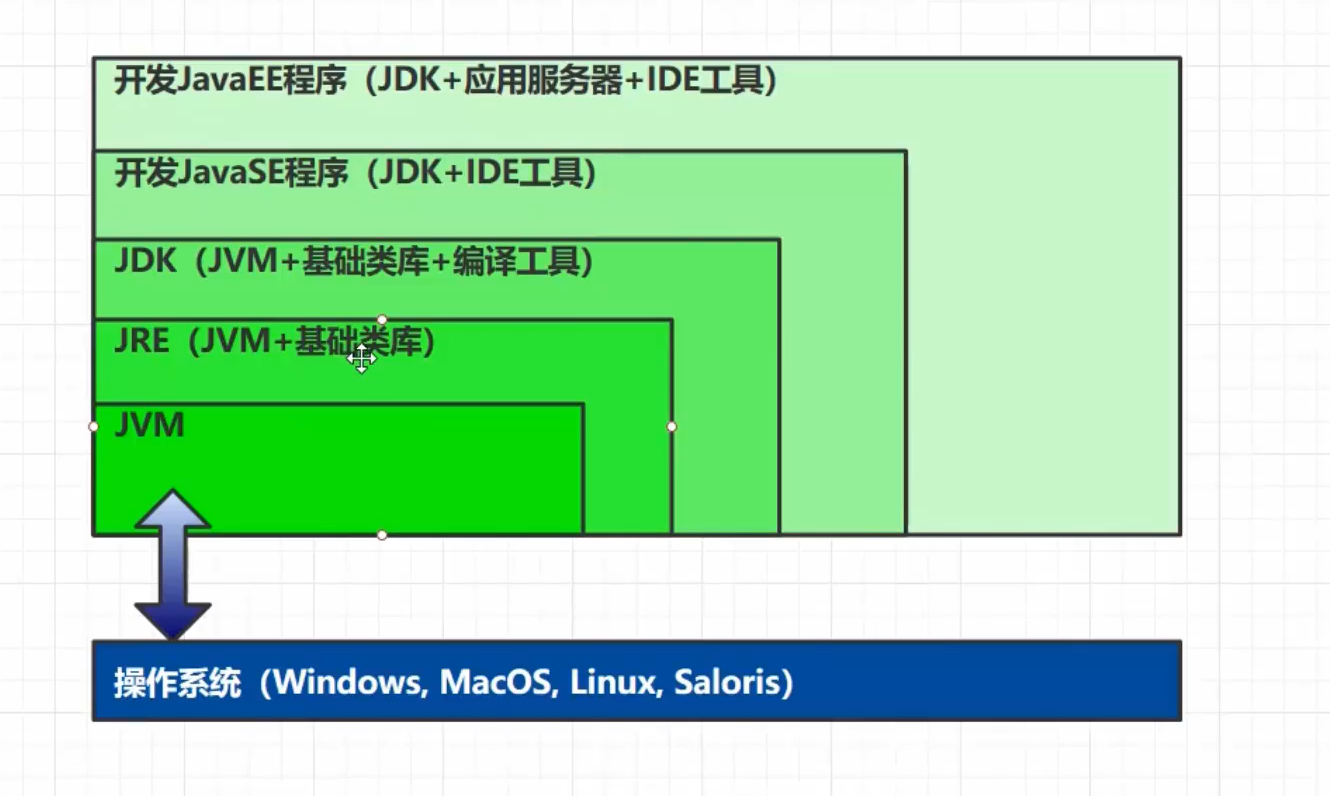 开发JavaEE程序（JDK+应用服务器+IDE工具）
开发JavaSE程序（JDK+IDE工具）
JDK（JVM+基础类库+编译工具）
JRE（JVM+基础类库）
JVM
操作系统（Windows, MacOS, Linux, Saloris）